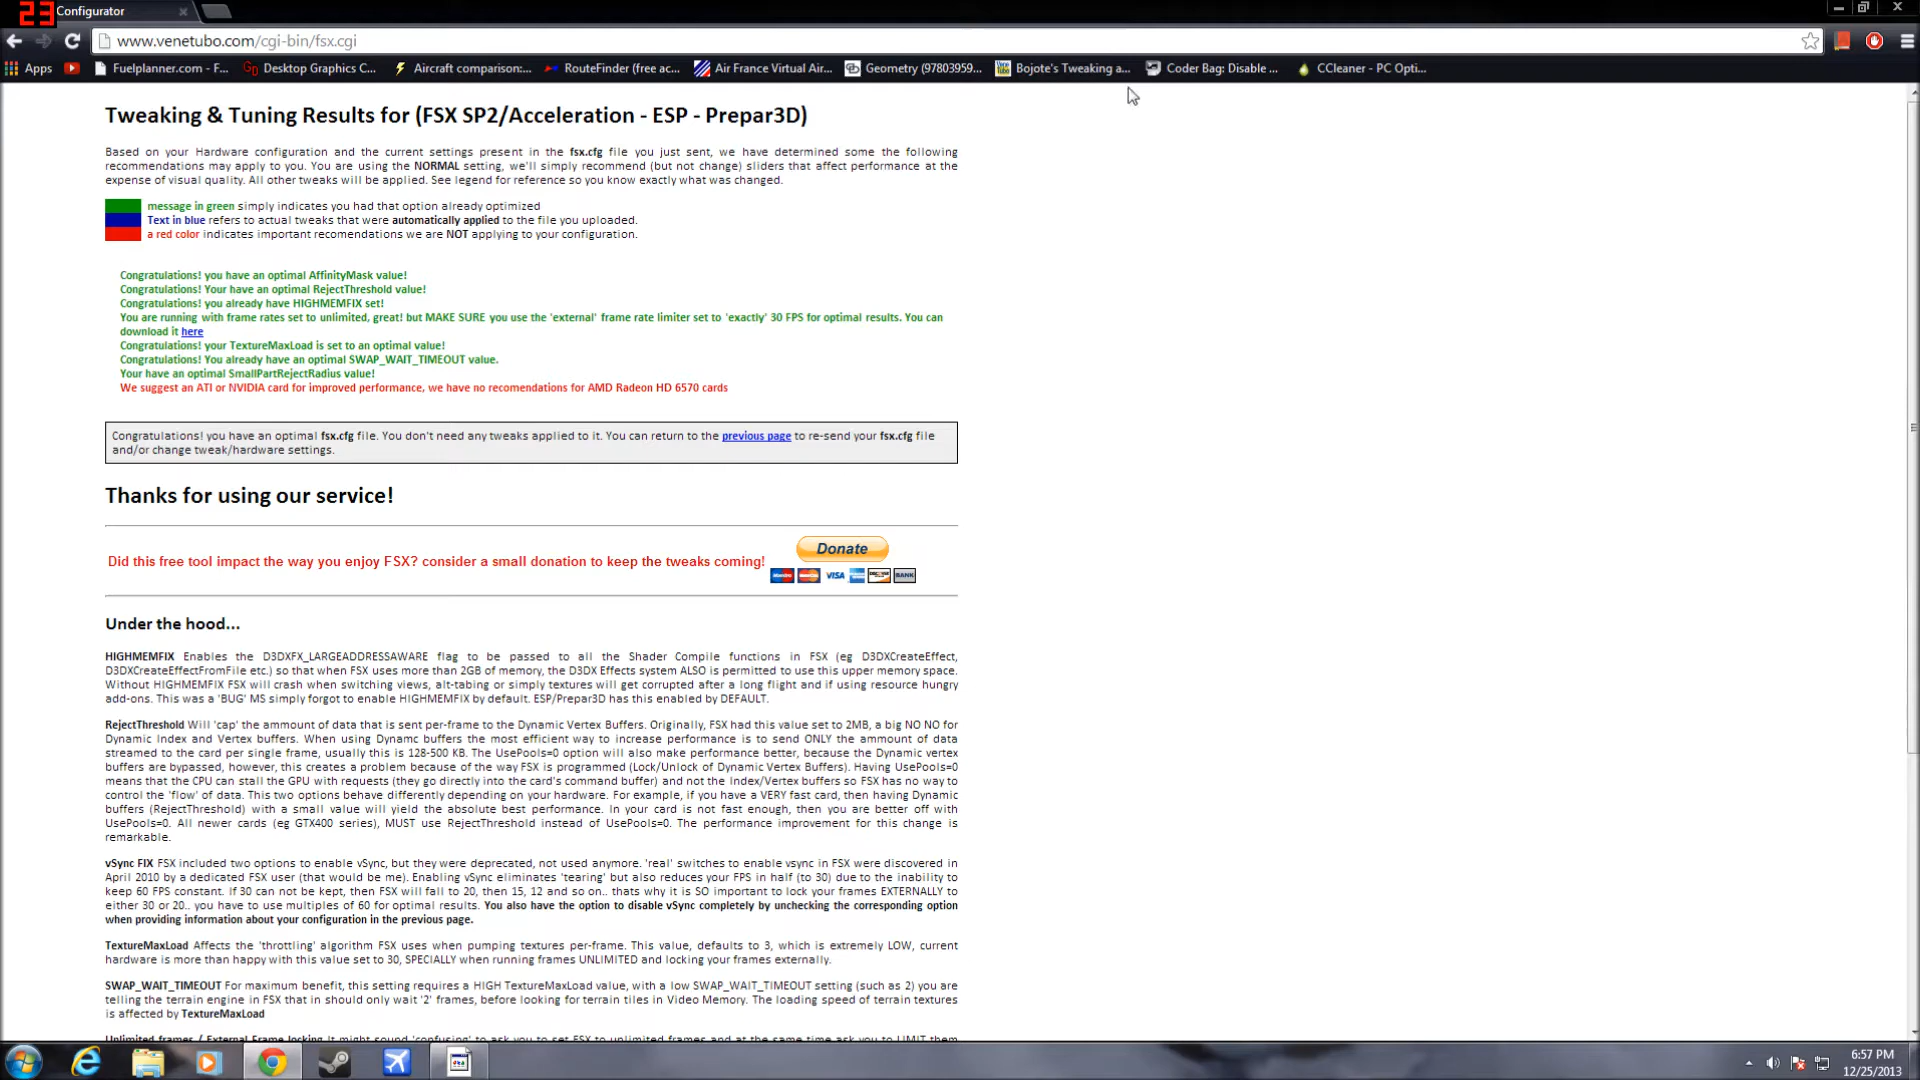 23 Configurator
www.venetubo.com/cgi-bin/fsx.cgi
Apps Fuelplanner.com - F... Desktop Graphics C... Aircraft comparison:... RouteFinder (free ac... Air France Virtual Air... Geometry (97803959... Bojote's Tweaking a... Coder Bag: Disable ... CCleaner - PC Opti...
Tweaking & Tuning Results for (FSX SP2/Acceleration - ESP - Prepar3D)
Based on your Hardware configuration and the current settings present in the fsx.cfg file you just sent, we have determined some the following
recommendations may apply to you. You are using the NORMAL setting, we'll simply recommend (but not change) sliders that affect performance at the
expense of visual quality. All other tweaks will be applied. See legend for reference so you know exactly what was changed.
message in green simply indicates you had that option already optimized
Text in blue refers to actual tweaks that were automatically applied to the file you uploaded.
a red color indicates important recomendations we are NOT applying to your configuration.
Congratulations! you have an optimal AffinityMask value!
Congratulations! Your have an optimal RejectThreshold value!
Congratulations! you already have HIGHMEMFIX set!
You are running with frame rates set to unlimited, great! but MAKE SURE you use the 'external' frame rate limiter set to 'exactly' 30 FPS for optimal results. You can
download it here
Congratulations! your TextureMaxLoad is set to an optimal value!
Congratulations! You already have an optimal SWAP_WAIT_TIMEOUT value.
Your have an optimal SmallPartRejectRadius value!
We suggest an ATI or NVIDIA card for improved performance, we have no recomendations for AMD Radeon HD 6570 cards
Congratulations! you have an optimal fsx.cfg file. You don't need any tweaks applied to it. You can return to the previous page to re-send your fsx.cfg file
and/or change tweak/hardware settings.
Thanks for using our service!
Did this free tool impact the way you enjoy FSX? consider a small donation to keep the tweaks coming!
Donate
VISA BANK
Under the hood...
HIGHMEMFIX Enables the D3DXFX_LARGEADDRESSAWARE flag to be passed to all the Shader Compile functions in FSX (eg D3DXCreateEffect,
D3DXCreateEffectFromFile etc.) so that when FSX uses more than 2GB of memory, the D3DX Effects system ALSO is permitted to use this upper memory space.
Without HIGHMEMFIX FSX will crash when switching views, alt-tabing or simply textures will get corrupted after a long flight and if using resource hungry
add-ons. This was a 'BUG' MS simply forgot to enable HIGHMEMFIX by default. ESP/Prepar3D has this enabled by DEFAULT.
RejectThreshold Will 'cap' the ammount of data that is sent per-frame to the Dynamic Vertex Buffers. Originally, FSX had this value set to 2MB, a big NO NO for
Dynamic Index and Vertex buffers. When using Dynamc buffers the most efficient way to increase performance is to send ONLY the ammount of data
streamed to the card per single frame, usually this is 128-500 KB. The UsePools=0 option will also make performance better, because the Dynamic vertex
buffers are bypassed, however, this creates a problem because of the way FSX is programmed (Lock/Unlock of Dynamic Vertex Buffers). Having UsePools=0
means that the CPU can stall the GPU with requests (they go directly into the card's command buffer) and not the Index/Vertex buffers so FSX has no way to
control the 'flow' of data. This two options behave differently depending on your hardware. For example, if you have a VERY fast card, then having Dynamic
buffers (RejectThreshold) with a small value will yield the absolute best performance. In your card is not fast enough, then you are better off with
UsePools=0. All newer cards (eg GTX400 series), MUST use RejectThreshold instead of UsePools=0. The performance improvement for this change is
remarkable.
vSync FIX FSX included two options to enable vSync, but they were deprecated, not used anymore. 'real' switches to enable vsync in FSX were discovered in
April 2010 by a dedicated FSX user (that would be me). Enabling vSync eliminates 'tearing' but also reduces your FPS in half (to 30) due to the inability to
keep 60 FPS constant. If 30 can not be kept, then FSX will fall to 20, then 15, 12 and so on.. thats why it is SO important to lock your frames EXTERNALLY to
either 30 or 20.. you have to use multiples of 60 for optimal results. You also have the option to disable vSync completely by unchecking the corresponding option
when providing information about your configuration in the previous page.
TextureMaxLoad Affects the 'throttling' algorithm FSX uses when pumping textures per-frame. This value, defaults to 3, which is extremely LOW, current
hardware is more than happy with this value set to 30, SPECIALLY when running frames UNLIMITED and locking your frames externally.
SWAP_WAIT_TIMEOUT For maximum benefit, this setting requires a HIGH TextureMaxLoad value, with a low SWAP_WAIT_TIMEOUT setting (such as 2) you are
telling the terrain engine in FSX that in should only wait '2' frames, before looking for terrain tiles in Video Memory. The loading speed of terrain textures
is affected by TextureMaxLoad
Unlimited frames / External Frame locking It might sound 'confusing' to ask you to set FSX to unlimited frames and at the same time ask you to LIMIT them
6:57 PM
12/25/2013